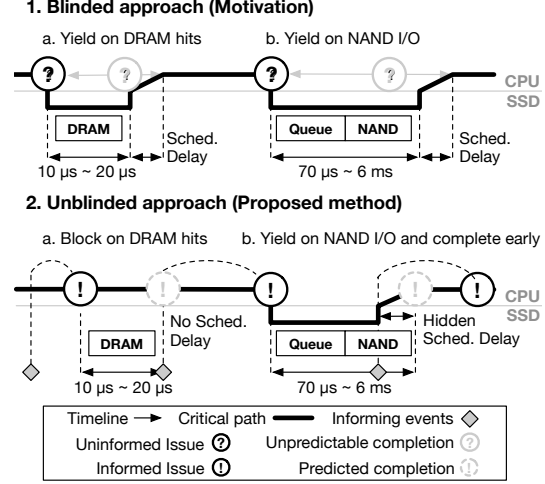 1. Blinded approach (Motivation)
a. Yield on DRAM hits b. Yield on NAND I/O
? ? ? ?
CPU
SSD
DRAM Queue NAND
Sched. Delay Sched. Delay
10 µs ~ 20 µs 70 µs ~ 6 ms
2. Unblinded approach (Proposed method)
a. Block on DRAM hits b. Yield on NAND I/O and complete early
! ! ! ! !
CPU
SSD
No Sched. Delay Hidden Sched. Delay
DRAM Queue NAND
10 µs ~ 20 µs 70 µs ~ 6 ms
Timeline Critical path Informing events
Uninformed Issue ? Unpredictable completion ?
Informed Issue ! Predicted completion !